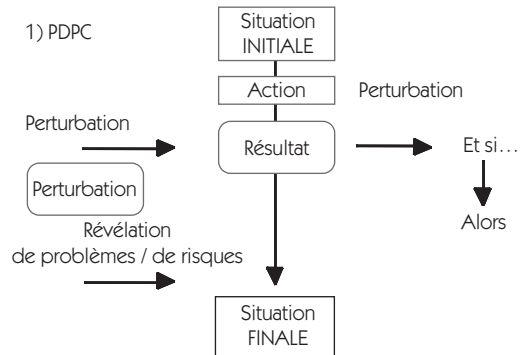 1) PDPC
Situation
INITIALE
Action
Perturbation
Perturbation
Résultat
Et si…
Perturbation
Alors
Révélation
de problèmes / de risques
Situation
FINALE